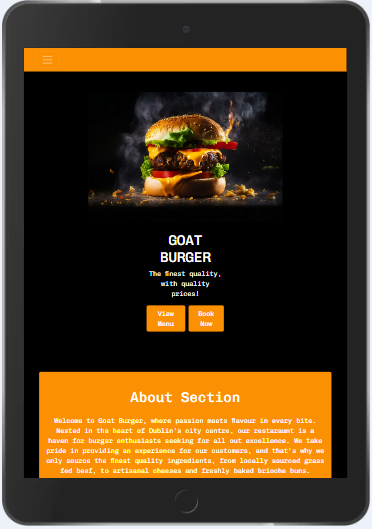 GOAT
BURGER
The finest quality,
with quality
prices!
View
Menu
Book
Now
About Section
Welcome to Goat Burger, where passion meets flavour in every bite.
Nested in the heart of Dublin's city centre, our restaraumt is a
haven for burger enthusiasts seeking for all out excellence. We take
pride in providing an experience for our customers, and that's why we
only source the finest quality ingredients, from locally sourced grass
fed beef, to artisanal cheeses and freshly baked brioche buns.